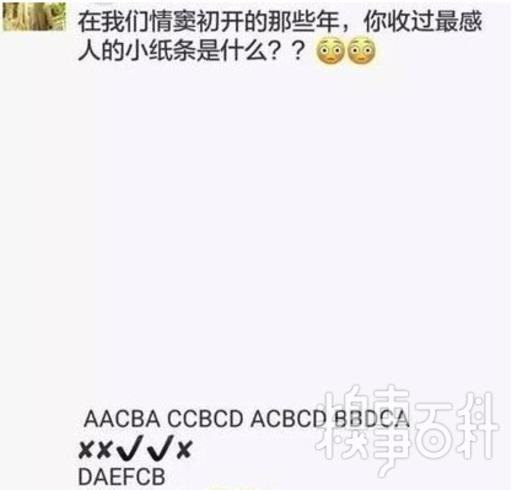 在我们情窦初开的那些年，你收过最感
人的小纸条是什么？？😳😳
AACBA CCBCD ACBCD BBDCA
✘✘✔✔✘
DAEFCB
糗事百科